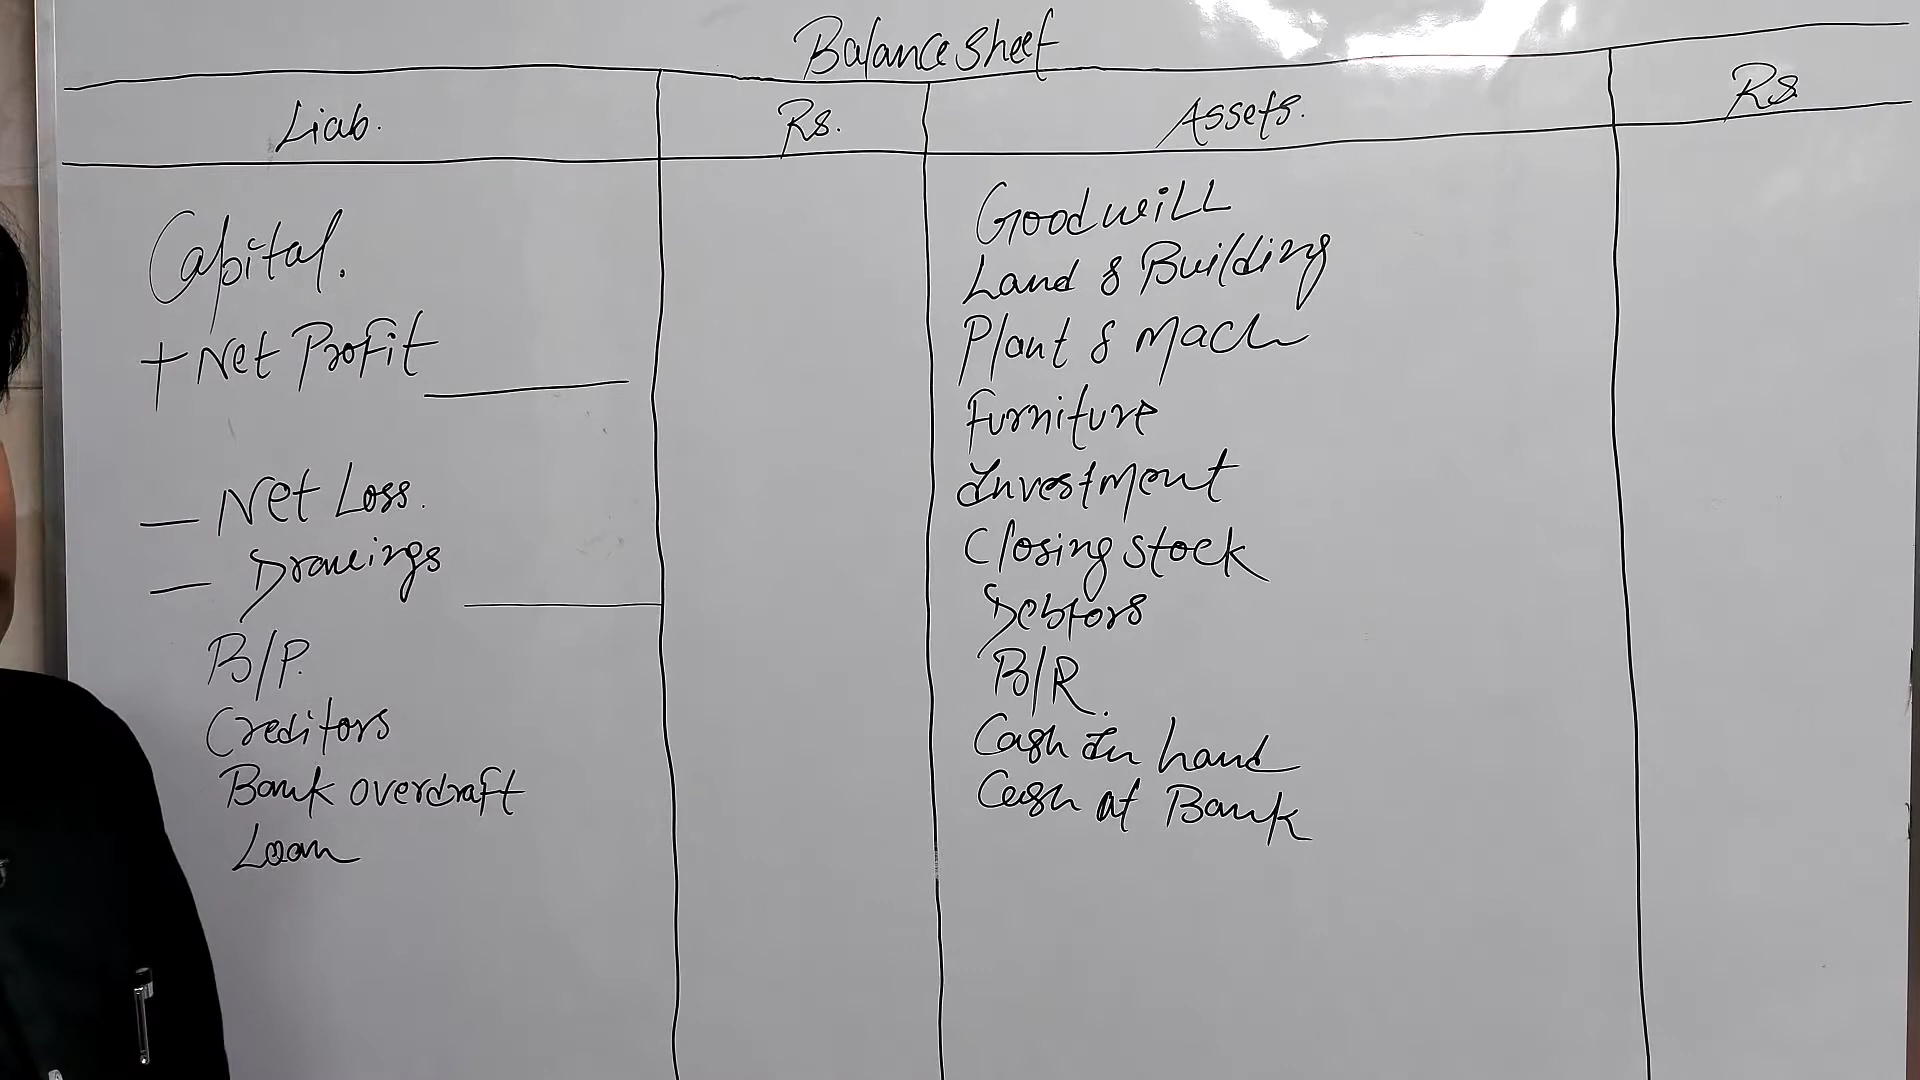 Balance sheet
Liab. Rs. Assets. Rs
Capital.
+ Net Profit
— Net Loss.
— Drawings
B/P.
Creditors
Bank overdraft
Loan
Goodwill
Land & Building
Plant & Mach
Furniture
Investment
Closing stock
Debtors
B/R.
Cash In hand
Cash at Bank